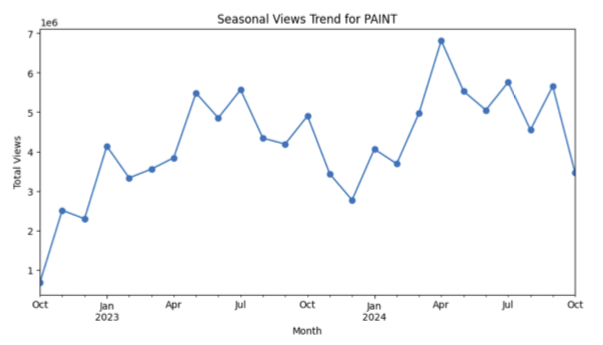 Seasonal Views Trend for PAINT
1e6
7
6
5
4
3
2
1
Total Views
Oct Jan Apr Jul Oct Jan Apr Jul Oct
2023 2024
Month